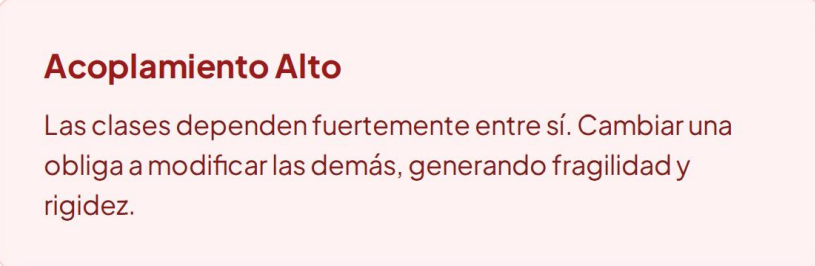 Acoplamiento Alto
Las clases dependen fuertemente entre sí. Cambiar una
obliga a modificar las demás, generando fragilidad y
rigidez.